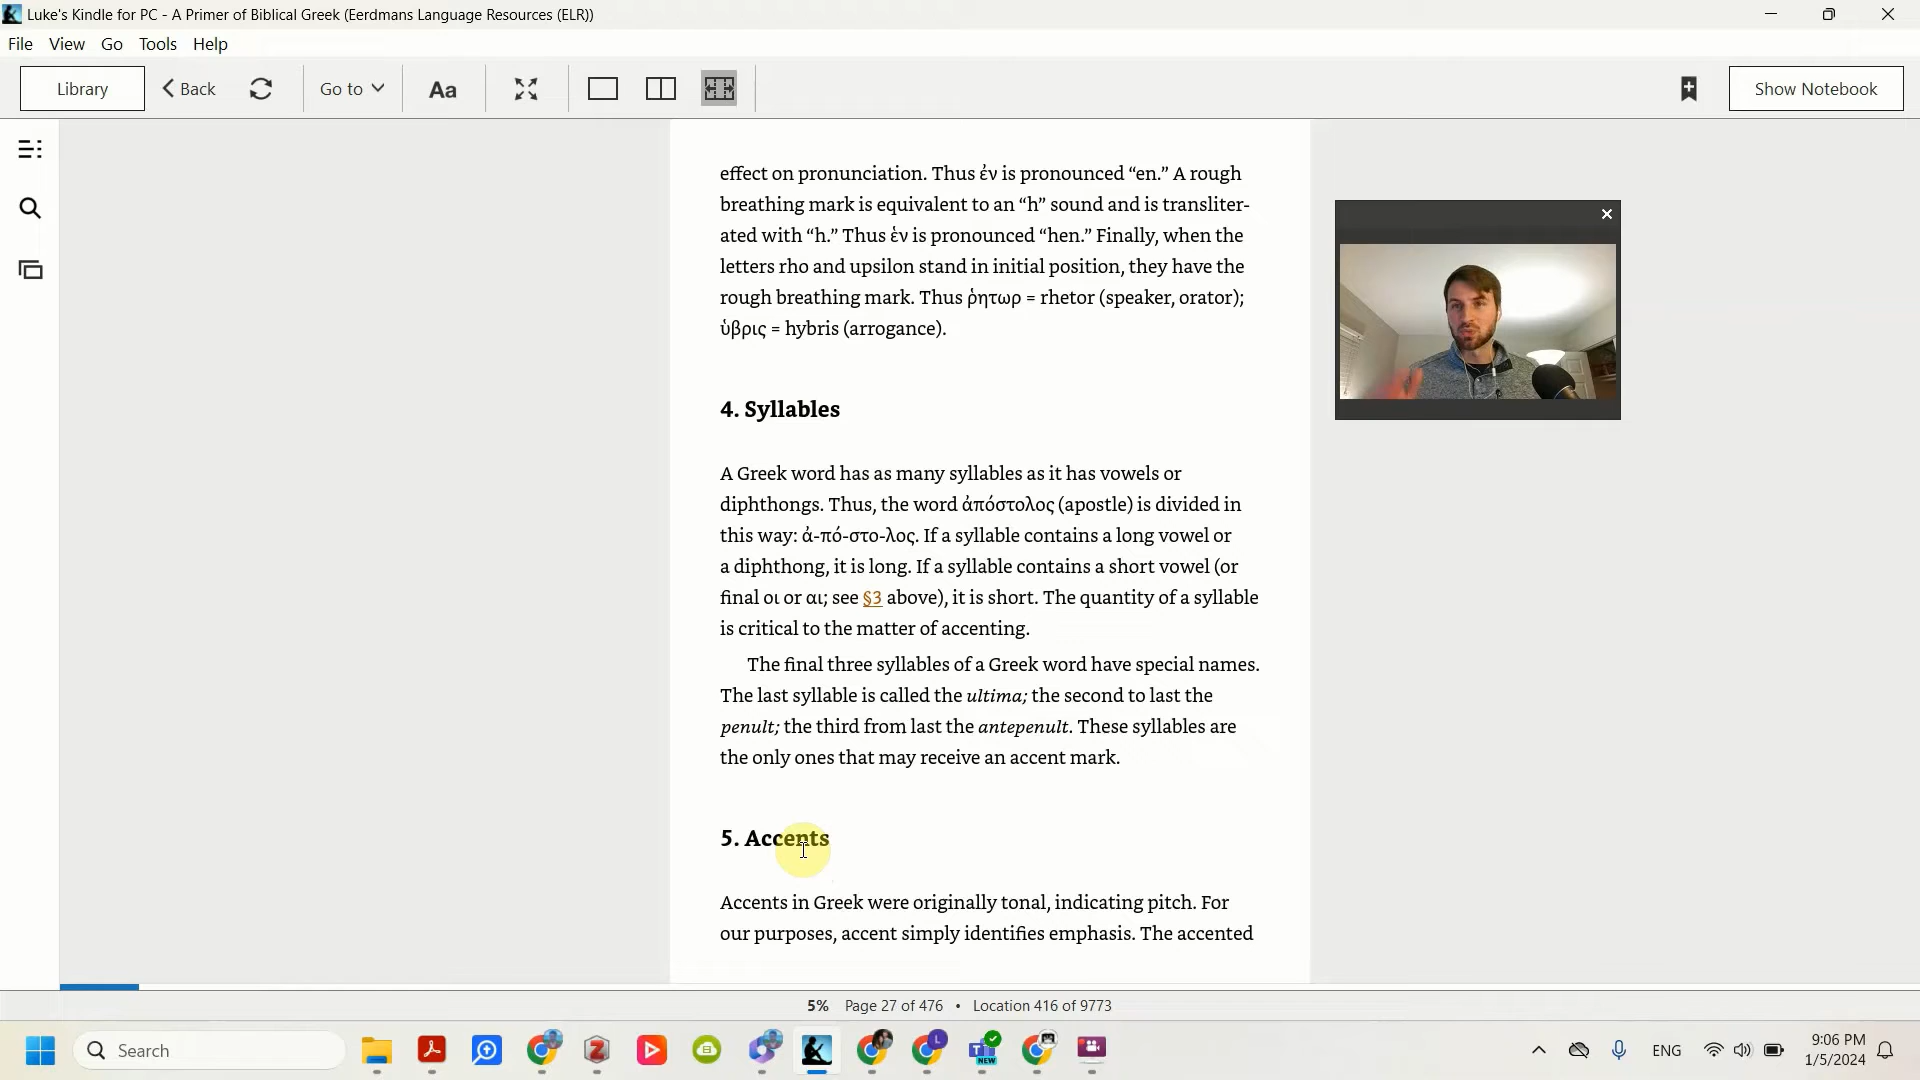 Luke's Kindle for PC - A Primer of Biblical Greek (Eerdmans Language Resources (ELR))
File View Go Tools Help
Library Back Go to Aa Show Notebook
effect on pronunciation. Thus ἐν is pronounced “en.” A rough
breathing mark is equivalent to an “h” sound and is transliter-
ated with “h.” Thus ἑν is pronounced “hen.” Finally, when the
letters rho and upsilon stand in initial position, they have the
rough breathing mark. Thus ῥητωρ = rhetor (speaker, orator);
ὑβρις = hybris (arrogance).
4. Syllables
A Greek word has as many syllables as it has vowels or
diphthongs. Thus, the word ἀπόστολος (apostle) is divided in
this way: ἀ-πό-στο-λος. If a syllable contains a long vowel or
a diphthong, it is long. If a syllable contains a short vowel (or
final οι or αι; see §3 above), it is short. The quantity of a syllable
is critical to the matter of accenting.
The final three syllables of a Greek word have special names.
The last syllable is called the ultima; the second to last the
penult; the third from last the antepenult. These syllables are
the only ones that may receive an accent mark.
5. Accents
Accents in Greek were originally tonal, indicating pitch. For
our purposes, accent simply identifies emphasis. The accented
5% Page 27 of 476 • Location 416 of 9773
Search NEW ENG 9:06 PM
1/5/2024